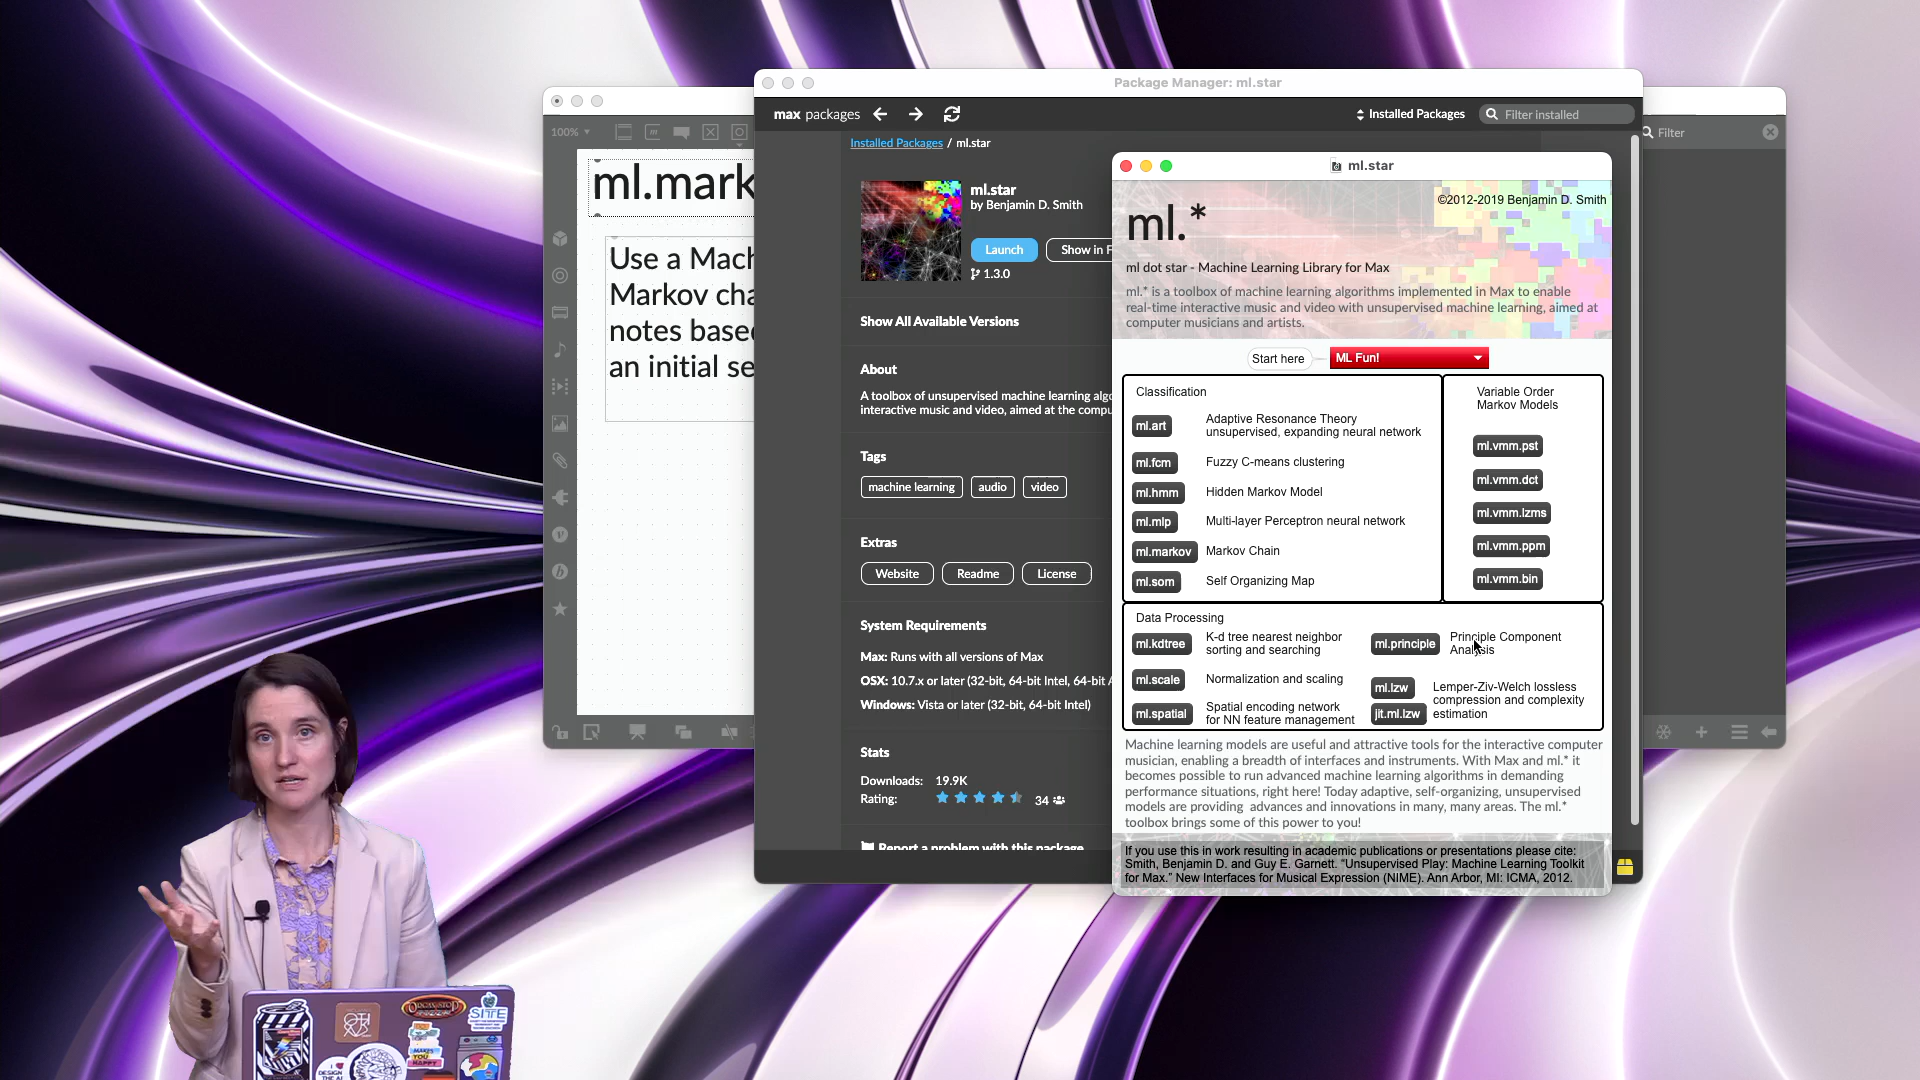 100%
ml.mark
Use a Mach
Markov cha
notes based
an initial se
Filter
Package Manager: ml.star
max packages
Installed Packages
Filter installed
Installed Packages / ml.star
ml.star
by Benjamin D. Smith
Launch
Show in F
1.3.0
Show All Available Versions
About
A toolbox of unsupervised machine learning algo
interactive music and video, aimed at the compu
Tags
machine learning
audio
video
Extras
Website
Readme
License
System Requirements
Max: Runs with all versions of Max
OSX: 10.7.x or later (32-bit, 64-bit Intel, 64-bit A
Windows: Vista or later (32-bit, 64-bit Intel)
Stats
Downloads: 19.9K
Rating: 34
Report a problem with this package
ml.star
©2012-2019 Benjamin D. Smith
ml.*
ml dot star - Machine Learning Library for Max
ml.* is a toolbox of machine learning algorithms implemented in Max to enable
real-time interactive music and video with unsupervised machine learning, aimed at
computer musicians and artists.
Start here
ML Fun!
Classification
ml.art
Adaptive Resonance Theory
unsupervised, expanding neural network
ml.fcm
Fuzzy C-means clustering
ml.hmm
Hidden Markov Model
ml.mlp
Multi-layer Perceptron neural network
ml.markov
Markov Chain
ml.som
Self Organizing Map
Variable Order
Markov Models
ml.vmm.pst
ml.vmm.dct
ml.vmm.lzms
ml.vmm.ppm
ml.vmm.bin
Data Processing
ml.kdtree
K-d tree nearest neighbor
sorting and searching
ml.scale
Normalization and scaling
ml.spatial
Spatial encoding network
for NN feature management
ml.principle
Principle Component
Analysis
ml.lzw
jit.ml.lzw
Lemper-Ziv-Welch lossless
compression and complexity
estimation
Machine learning models are useful and attractive tools for the interactive computer
musician, enabling a breadth of interfaces and instruments. With Max and ml.* it
becomes possible to run advanced machine learning algorithms in demanding
performance situations, right here! Today adaptive, self-organizing, unsupervised
models are providing advances and innovations in many, many areas. The ml.*
toolbox brings some of this power to you!
If you use this in work resulting in academic publications or presentations please cite:
Smith, Benjamin D. and Guy E. Garnett. "Unsupervised Play: Machine Learning Toolkit
for Max." New Interfaces for Musical Expression (NIME). Ann Arbor, MI: ICMA, 2012.
SITE
MAKES
YOU
HAPPY
I
DESIGN